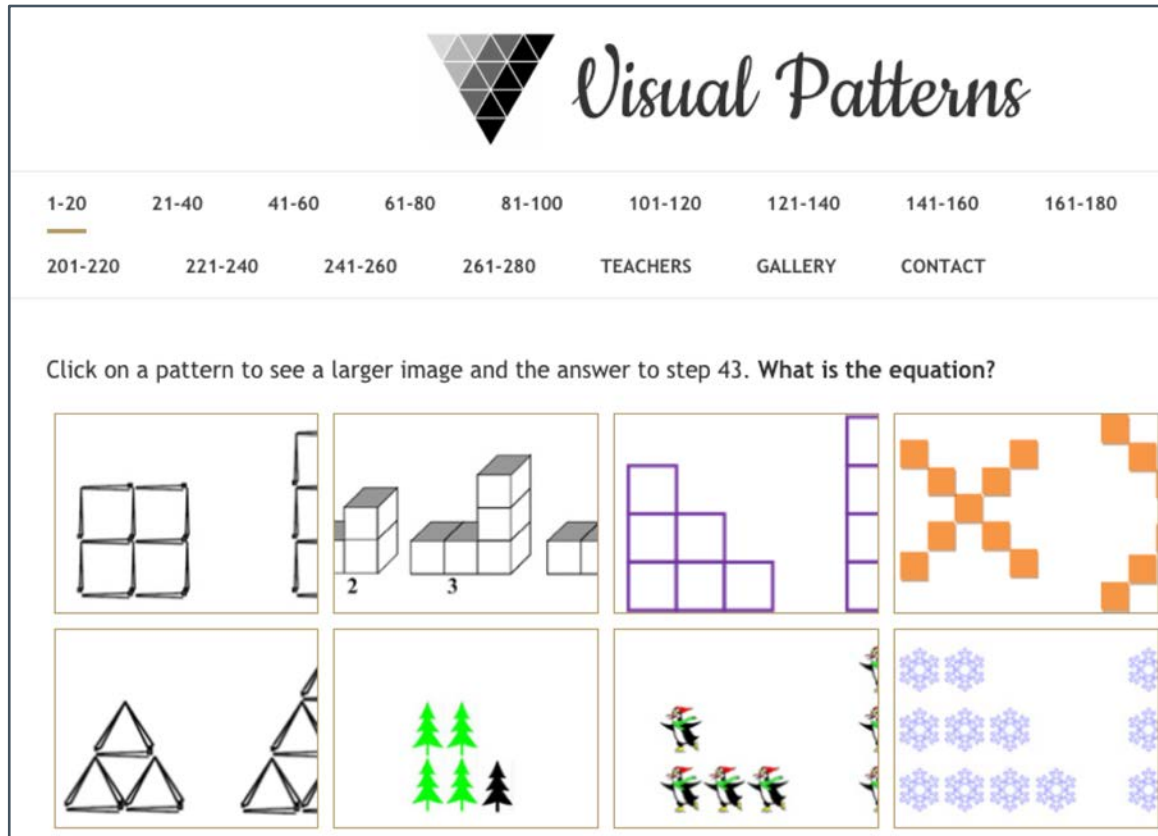 Visual Patterns
1-20 21-40 41-60 61-80 81-100 101-120 121-140 141-160 161-180
201-220 221-240 241-260 261-280 TEACHERS GALLERY CONTACT
Click on a pattern to see a larger image and the answer to step 43. What is the equation?
2 3